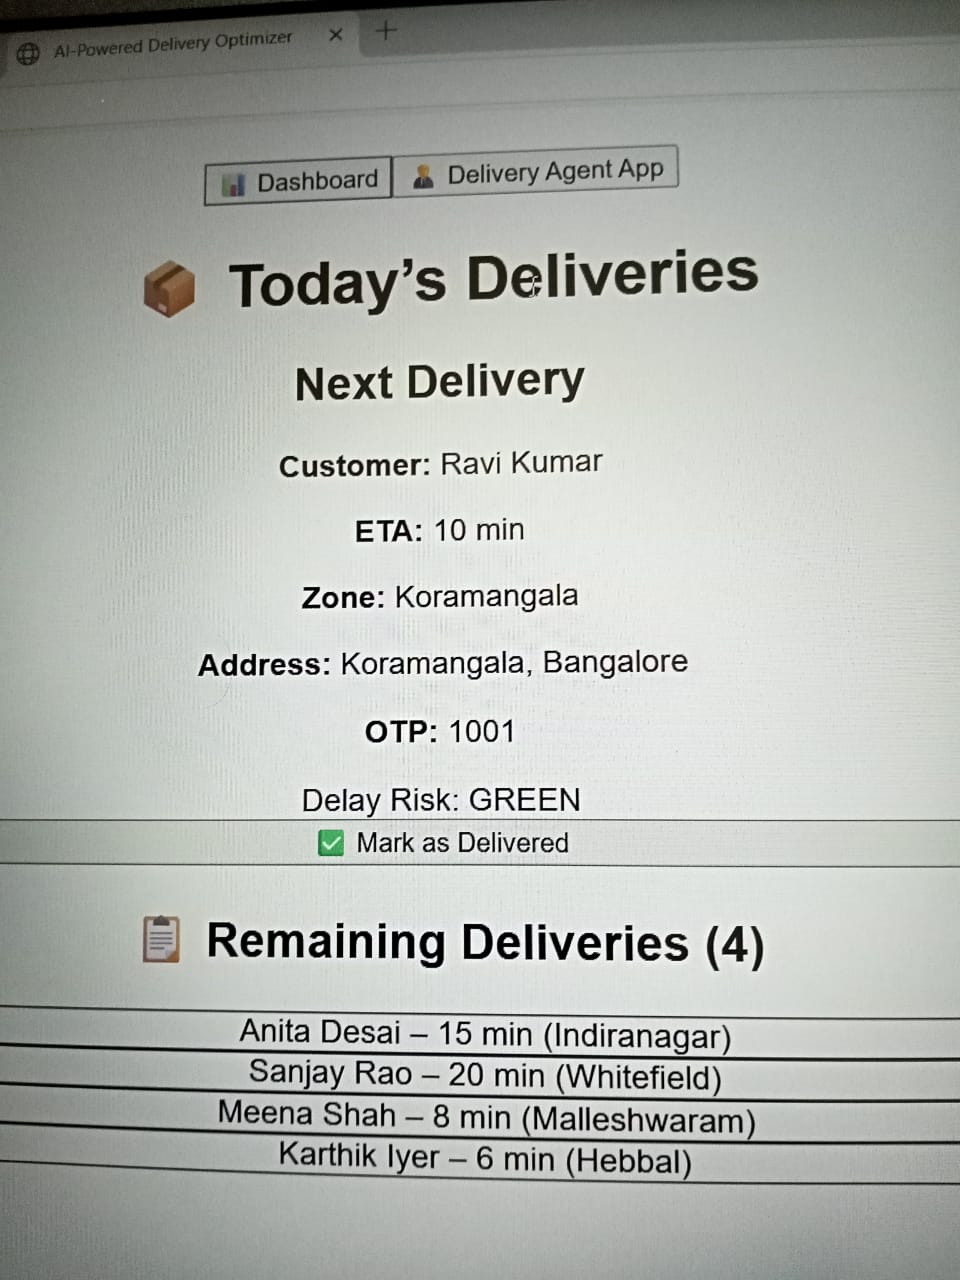 AI-Powered Delivery Optimizer
Dashboard
Delivery Agent App
Today’s Deliveries
Next Delivery
Customer: Ravi Kumar
ETA: 10 min
Zone: Koramangala
Address: Koramangala, Bangalore
OTP: 1001
Delay Risk: GREEN
Mark as Delivered
Remaining Deliveries (4)
Anita Desai – 15 min (Indiranagar)
Sanjay Rao – 20 min (Whitefield)
Meena Shah – 8 min (Malleshwaram)
Karthik Iyer – 6 min (Hebbal)